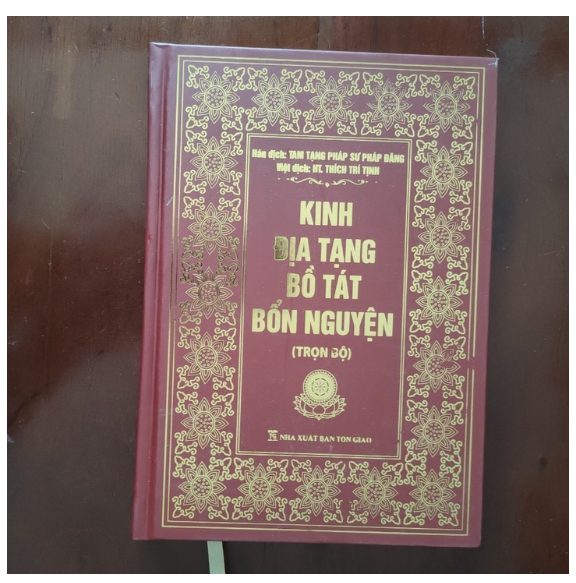 Hán dịch: TAM TẠNG PHÁP SƯ PHÁP ĐĂNG
Việt dịch: HT. THÍCH TRÍ TỊNH
KINH
ĐỊA TẠNG
BỒ TÁT
BỔN NGUYỆN
(TRỌN BỘ)
NHÀ XUẤT BẢN TÔN GIÁO